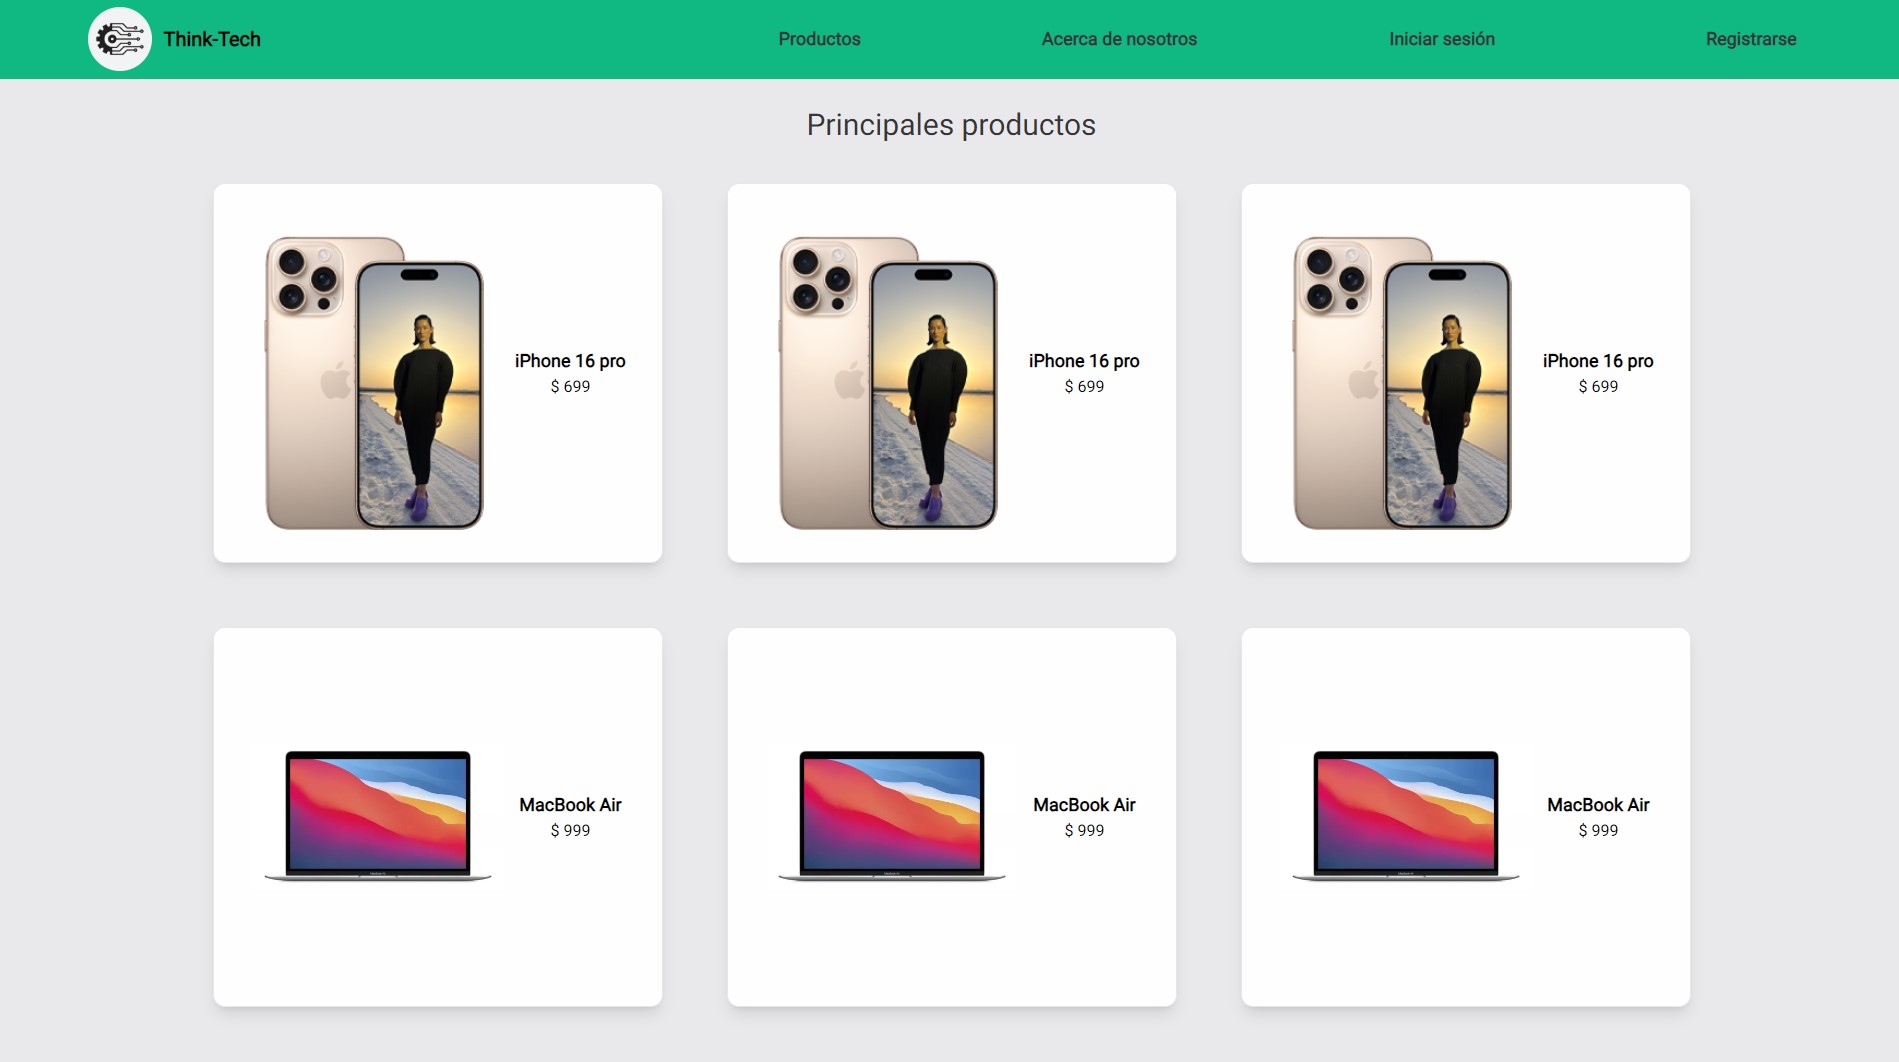 Think-Tech
Productos
Acerca de nosotros
Iniciar sesión
Registrarse
Principales productos
iPhone 16 pro
$ 699
iPhone 16 pro
$ 699
iPhone 16 pro
$ 699
MacBook Air
$ 999
MacBook Air
$ 999
MacBook Air
$ 999